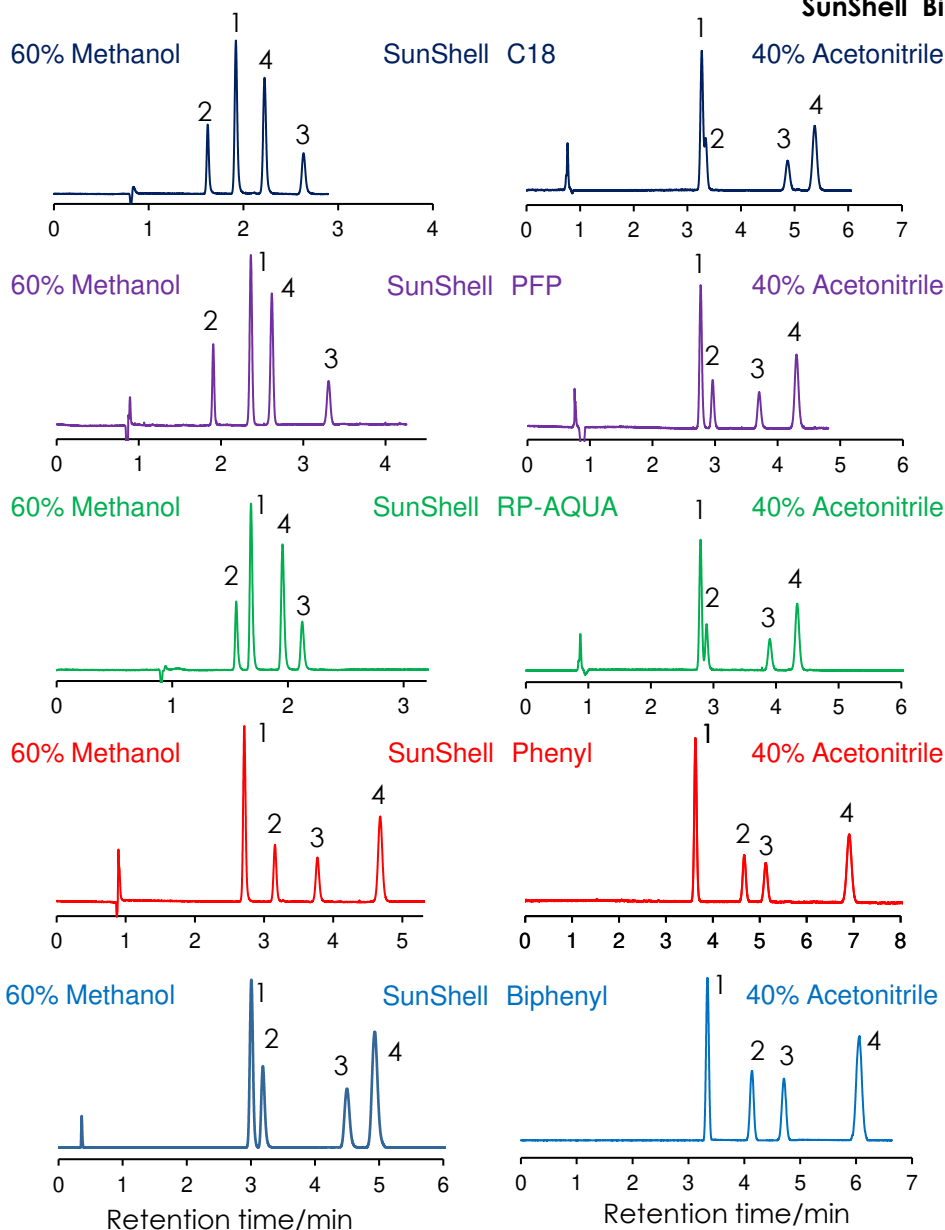 SunShell Bi
60% Methanol SunShell C18 40% Acetonitrile
2 1 4 3
1 2 3 4
0 1 2 3 4
0 1 2 3 4 5 6 7
60% Methanol SunShell PFP 40% Acetonitrile
2 1 4 3
1 2 3 4
0 1 2 3 4
0 1 2 3 4 5 6
60% Methanol SunShell RP-AQUA 40% Acetonitrile
2 1 4 3
1 2 3 4
0 1 2 3
0 1 2 3 4 5 6
60% Methanol SunShell Phenyl 40% Acetonitrile
1 2 3 4
1 2 3 4
0 1 2 3 4 5
0 1 2 3 4 5 6 7 8
60% Methanol SunShell Biphenyl 40% Acetonitrile
1 2 3 4
1 2 3 4
0 1 2 3 4 5 6
0 1 2 3 4 5 6 7
Retention time/min
Retention time/min